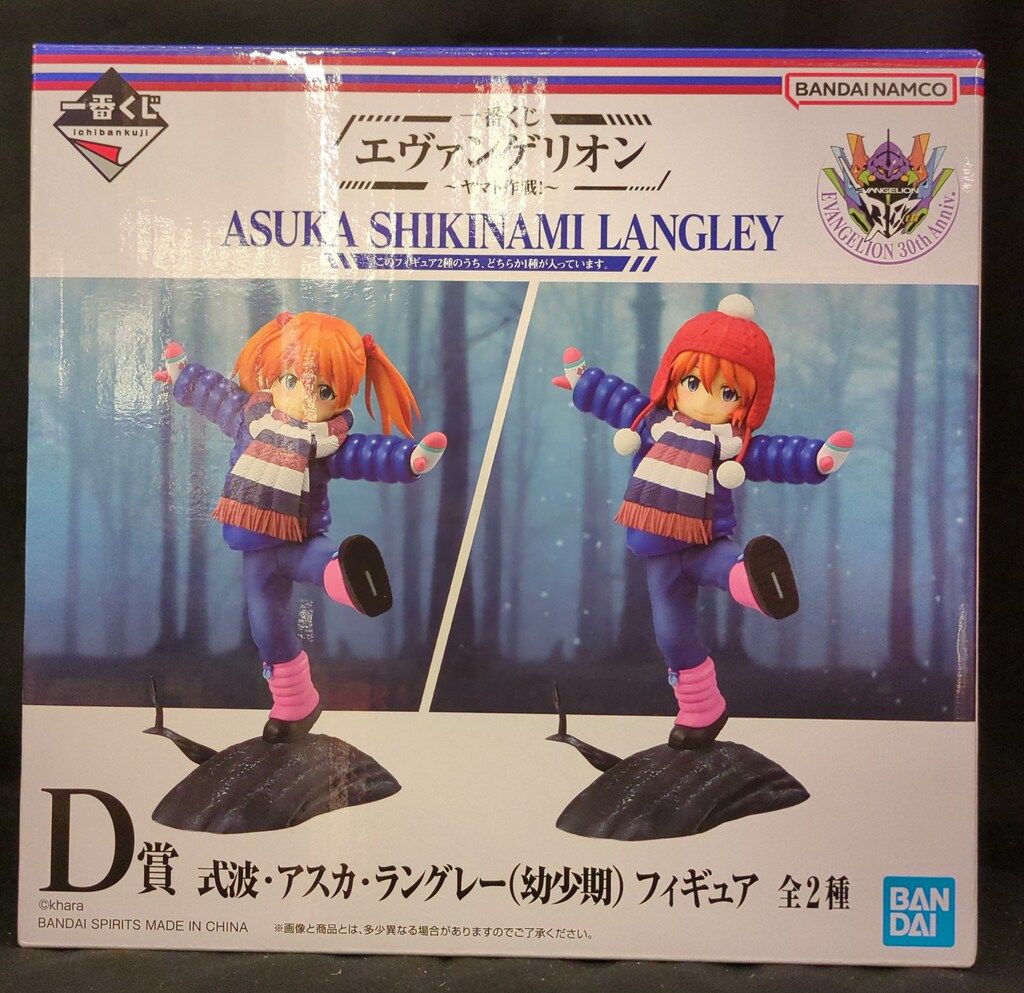 一番くじ
ichibankuji
BANDAI NAMCO
一番くじ
エヴァンゲリオン
～ヤマト作戦!～
EVANGELION
EVANGELION 30th Anniv.
ASUKA SHIKINAMI LANGLEY
このフィギュア2種のうち、どちらか1種が入っています。
D賞 式波・アスカ・ラングレー(幼少期) フィギュア 全2種
©khara
BANDAI SPIRITS MADE IN CHINA
※画像と商品とは、多少異なる場合がありますのでご了承ください。
BAN
DAI